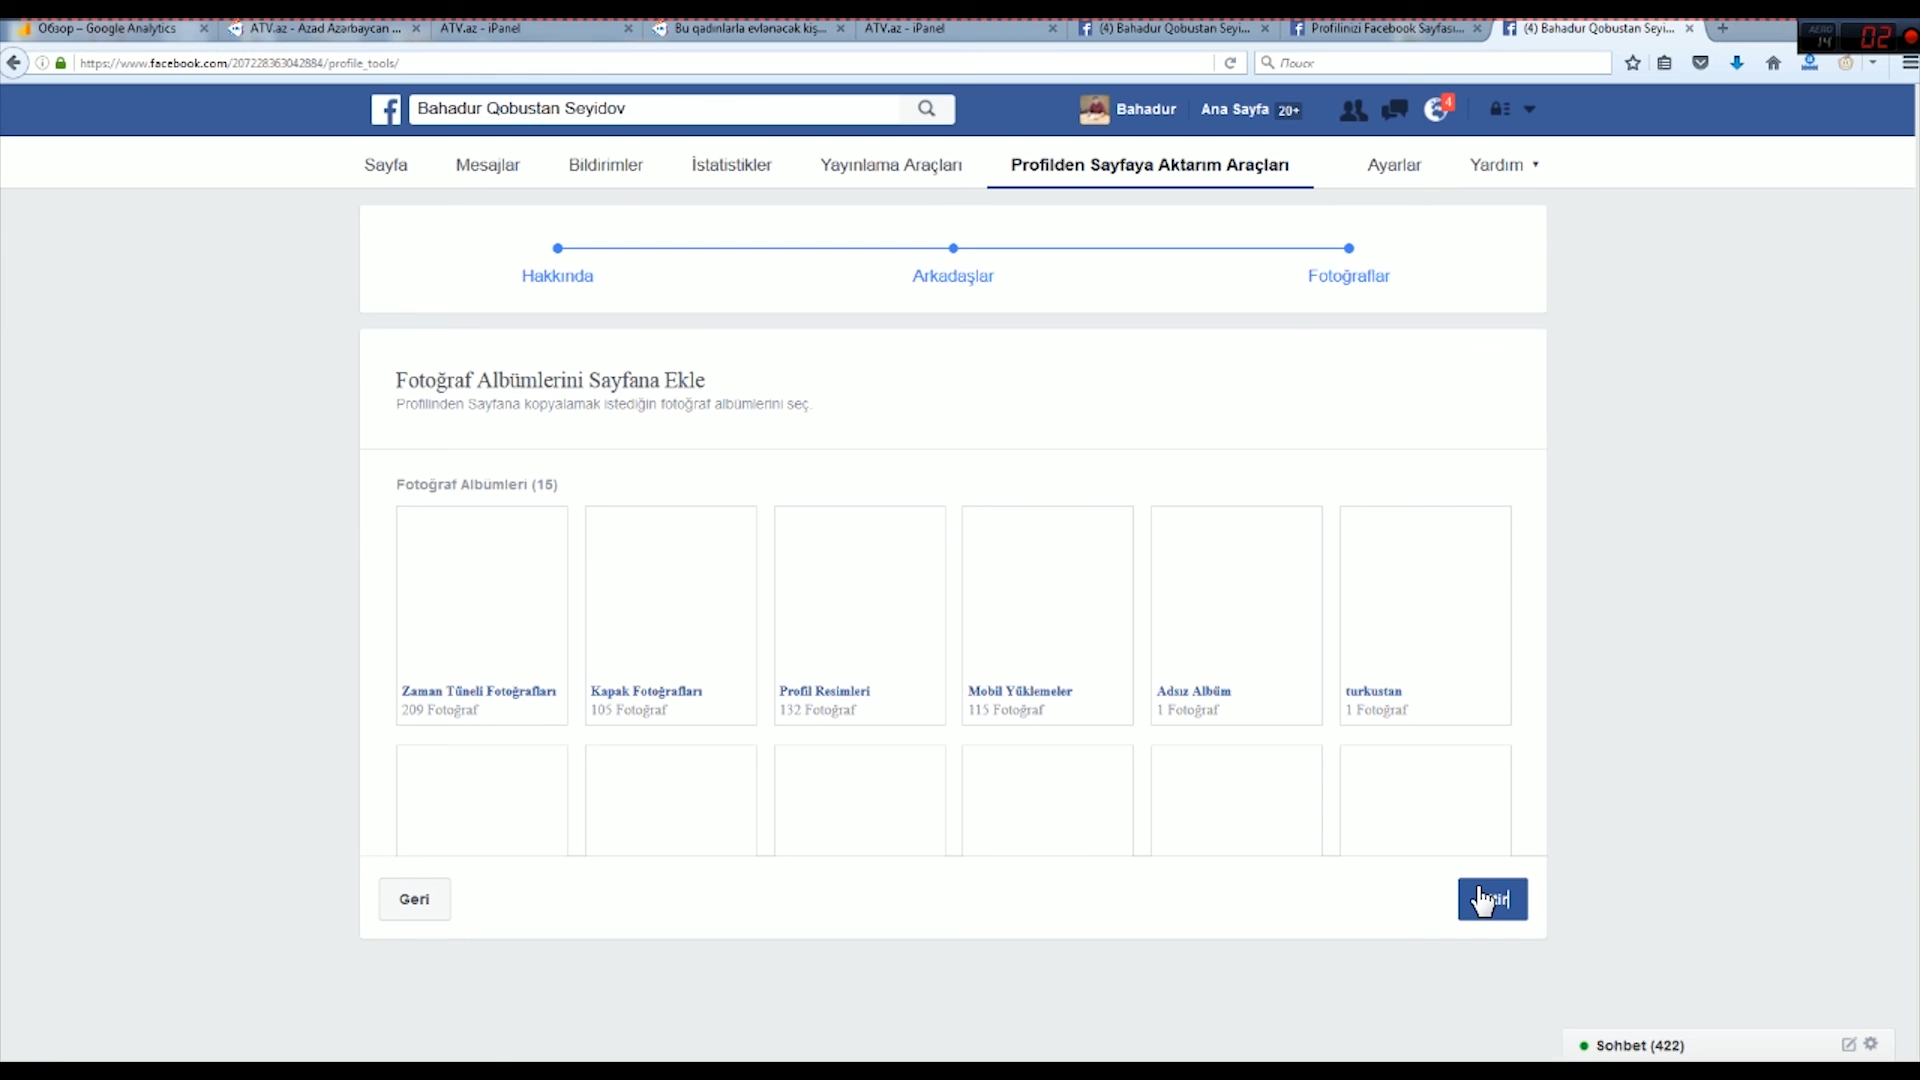 Обзор – Google Analytics
ATV.az - Azad Azərbaycan ...
ATV.az - iPanel
Bu qadınlarla evlənəcək kiş...
ATV.az - iPanel
(4) Bahadur Qobustan Seyi...
Profilinizi Facebook Sayfası...
(4) Bahadur Qobustan Seyi...
AERO
14
02
https://www.facebook.com/207228363042884/profile_tools/
Поиск
Bahadur Qobustan Seyidov
Bahadur
Ana Sayfa 20+
4
Sayfa
Mesajlar
Bildirimler
İstatistikler
Yayınlama Araçları
Profilden Sayfaya Aktarım Araçları
Ayarlar
Yardım
Hakkında
Arkadaşlar
Fotoğraflar
Fotoğraf Albümlerini Sayfana Ekle
Profilinden Sayfana kopyalamak istediğin fotoğraf albümlerini seç.
Fotoğraf Albümleri (15)
Zaman Tüneli Fotoğrafları
209 Fotoğraf
Kapak Fotoğrafları
105 Fotoğraf
Profil Resimleri
132 Fotoğraf
Mobil Yüklemeler
115 Fotoğraf
Adsız Albüm
1 Fotoğraf
turkustan
1 Fotoğraf
Geri
Sohbet (422)